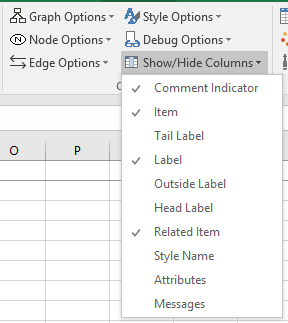 Graph Options Style Options
Node Options Debug Options
Edge Options Show/Hide Columns
Comment Indicator
Item
Tail Label
O P Label
Outside Label
Head Label
Related Item
Style Name
Attributes
Messages